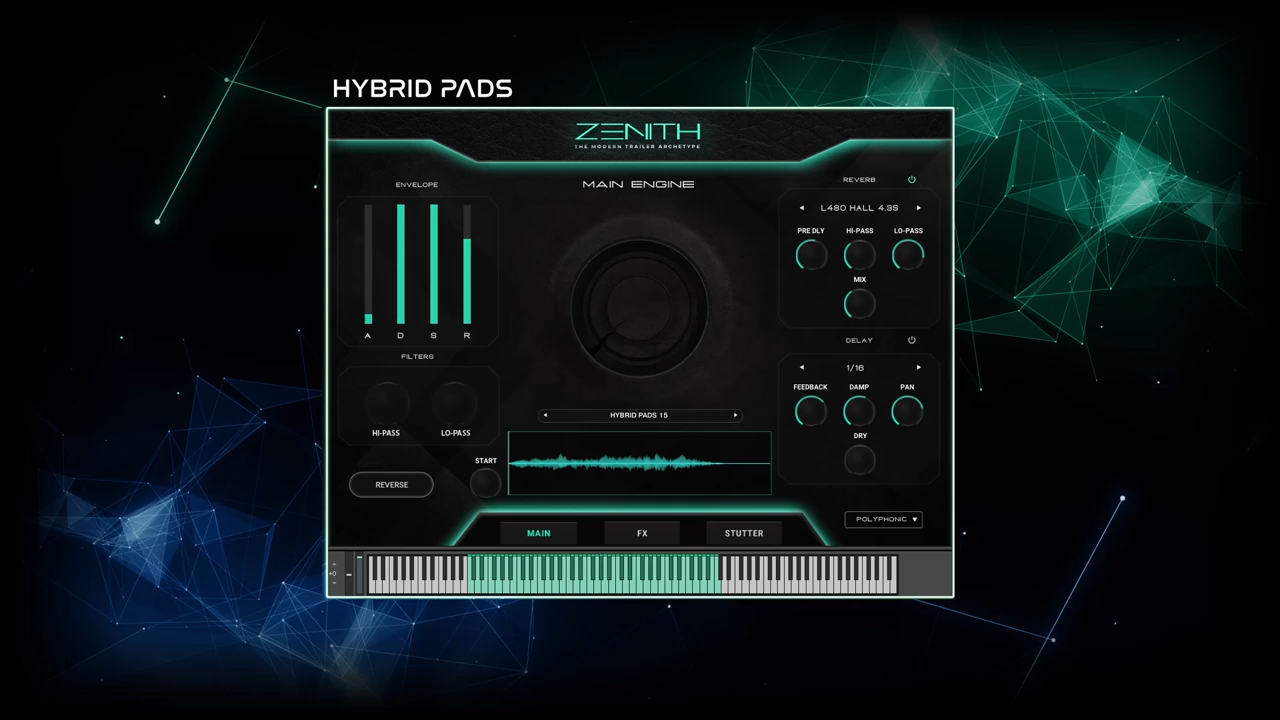 HYBRID PADS
ZENITH
THE MODERN TRAILER ARCHETYPE
ENVELOPE
A D S R
FILTERS
HI-PASS LO-PASS
REVERSE
START
MAIN ENGINE
HYBRID PADS 15
REVERB
L480 HALL 4.3S
PRE DLY HI-PASS LO-PASS
MIX
DELAY
1/16
FEEDBACK DAMP PAN
DRY
POLYPHONIC
MAIN FX STUTTER
+0